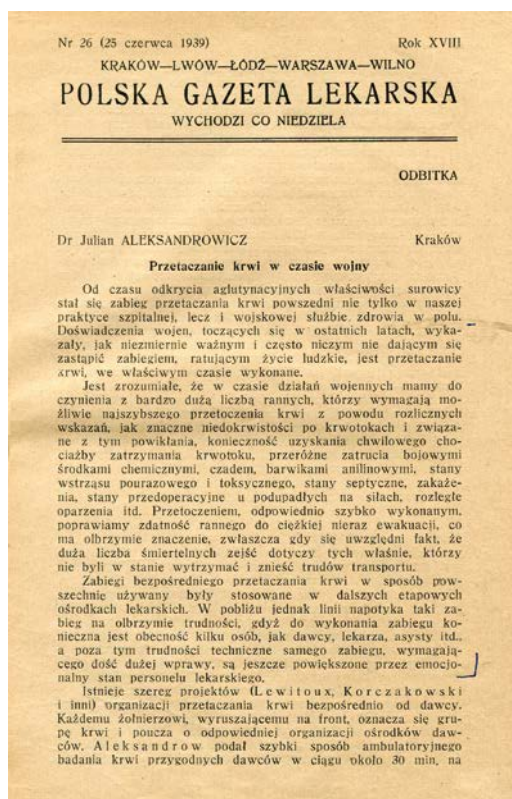 Nr 26 (25 czerwca 1939) Rok XVIII
KRAKÓW—LWÓW—ŁÓDŹ—WARSZAWA—WILNO
POLSKA GAZETA LEKARSKA
WYCHODZI CO NIEDZIELA
ODBITKA
Dr Julian ALEKSANDROWICZ Kraków
Przetaczanie krwi w czasie wojny
Od czasu odkrycia aglutynacyjnych właściwości surowicy
stał się zabieg przetaczania krwi powszedni nie tylko w naszej
praktyce szpitalnej, lecz i wojskowej służbie zdrowia w polu.
Doświadczenia wojen, toczących się w ostatnich latach, wyka-
zały, jak niezmiernie ważnym i często niczym nie dającym się
zastąpić zabiegiem, ratującym życie ludzkie, jest przetaczanie
krwi, we właściwym czasie wykonane.
Jest zrozumiałe, że w czasie działań wojennych mamy do
czynienia z bardzo dużą liczbą rannych, którzy wymagają mo-
żliwie najszybszego przetoczenia krwi z powodu rozlicznych
wskazań, jak znaczne niedokrwistości po krwotokach i związa-
ne z tym powikłania, konieczność uzyskania chwilowego cho-
ciażby zatrzymania krwotoku, przeróżne zatrucia bojowymi
środkami chemicznymi, czadem, barwikami anilinowymi, stany
wstrząsu pourazowego i toksycznego, stany septyczne, zakaże-
nia, stany przedoperacyjne u podupadłych na siłach, rozległe
oparzenia itd. Przetoczeniem, odpowiednio szybko wykonanym,
poprawiamy zdatność rannego do ciężkiej nieraz ewakuacji, co
ma olbrzymie znaczenie, zwłaszcza gdy się uwzględni fakt, że
duża liczba śmiertelnych zejść dotyczy tych właśnie, którzy
nie byli w stanie wytrzymać i znieść trudów transportu.
Zabiegi bezpośredniego przetaczania krwi w sposób pow-
szechnie używany były stosowane w dalszych etapowych
ośrodkach lekarskich. W pobliżu jednak linii napotyka taki za-
bieg na olbrzymie trudności, gdyż do wykonania zabiegu ko-
nieczna jest obecność kilku osób, jak dawcy, lekarza, asysty itd.,
a poza tym trudności techniczne samego zabiegu, wymagają-
cego dość dużej wprawy, są jeszcze powiększone przez emocjo-
nalny stan personelu lekarskiego.
Istnieje szereg projektów (Lewitoux, Korczakowski
i inni) organizacji przetaczania krwi bezpośrednio od dawcy.
Każdemu żołnierzowi, wyruszającemu na front, oznacza się gru-
pę krwi i poucza o odpowiedniej organizacji ośrodków daw-
ców. Aleksandrow podał szybki sposób ambulatoryjnego
badania krwi przygodnych dawców w ciągu około 30 min, na